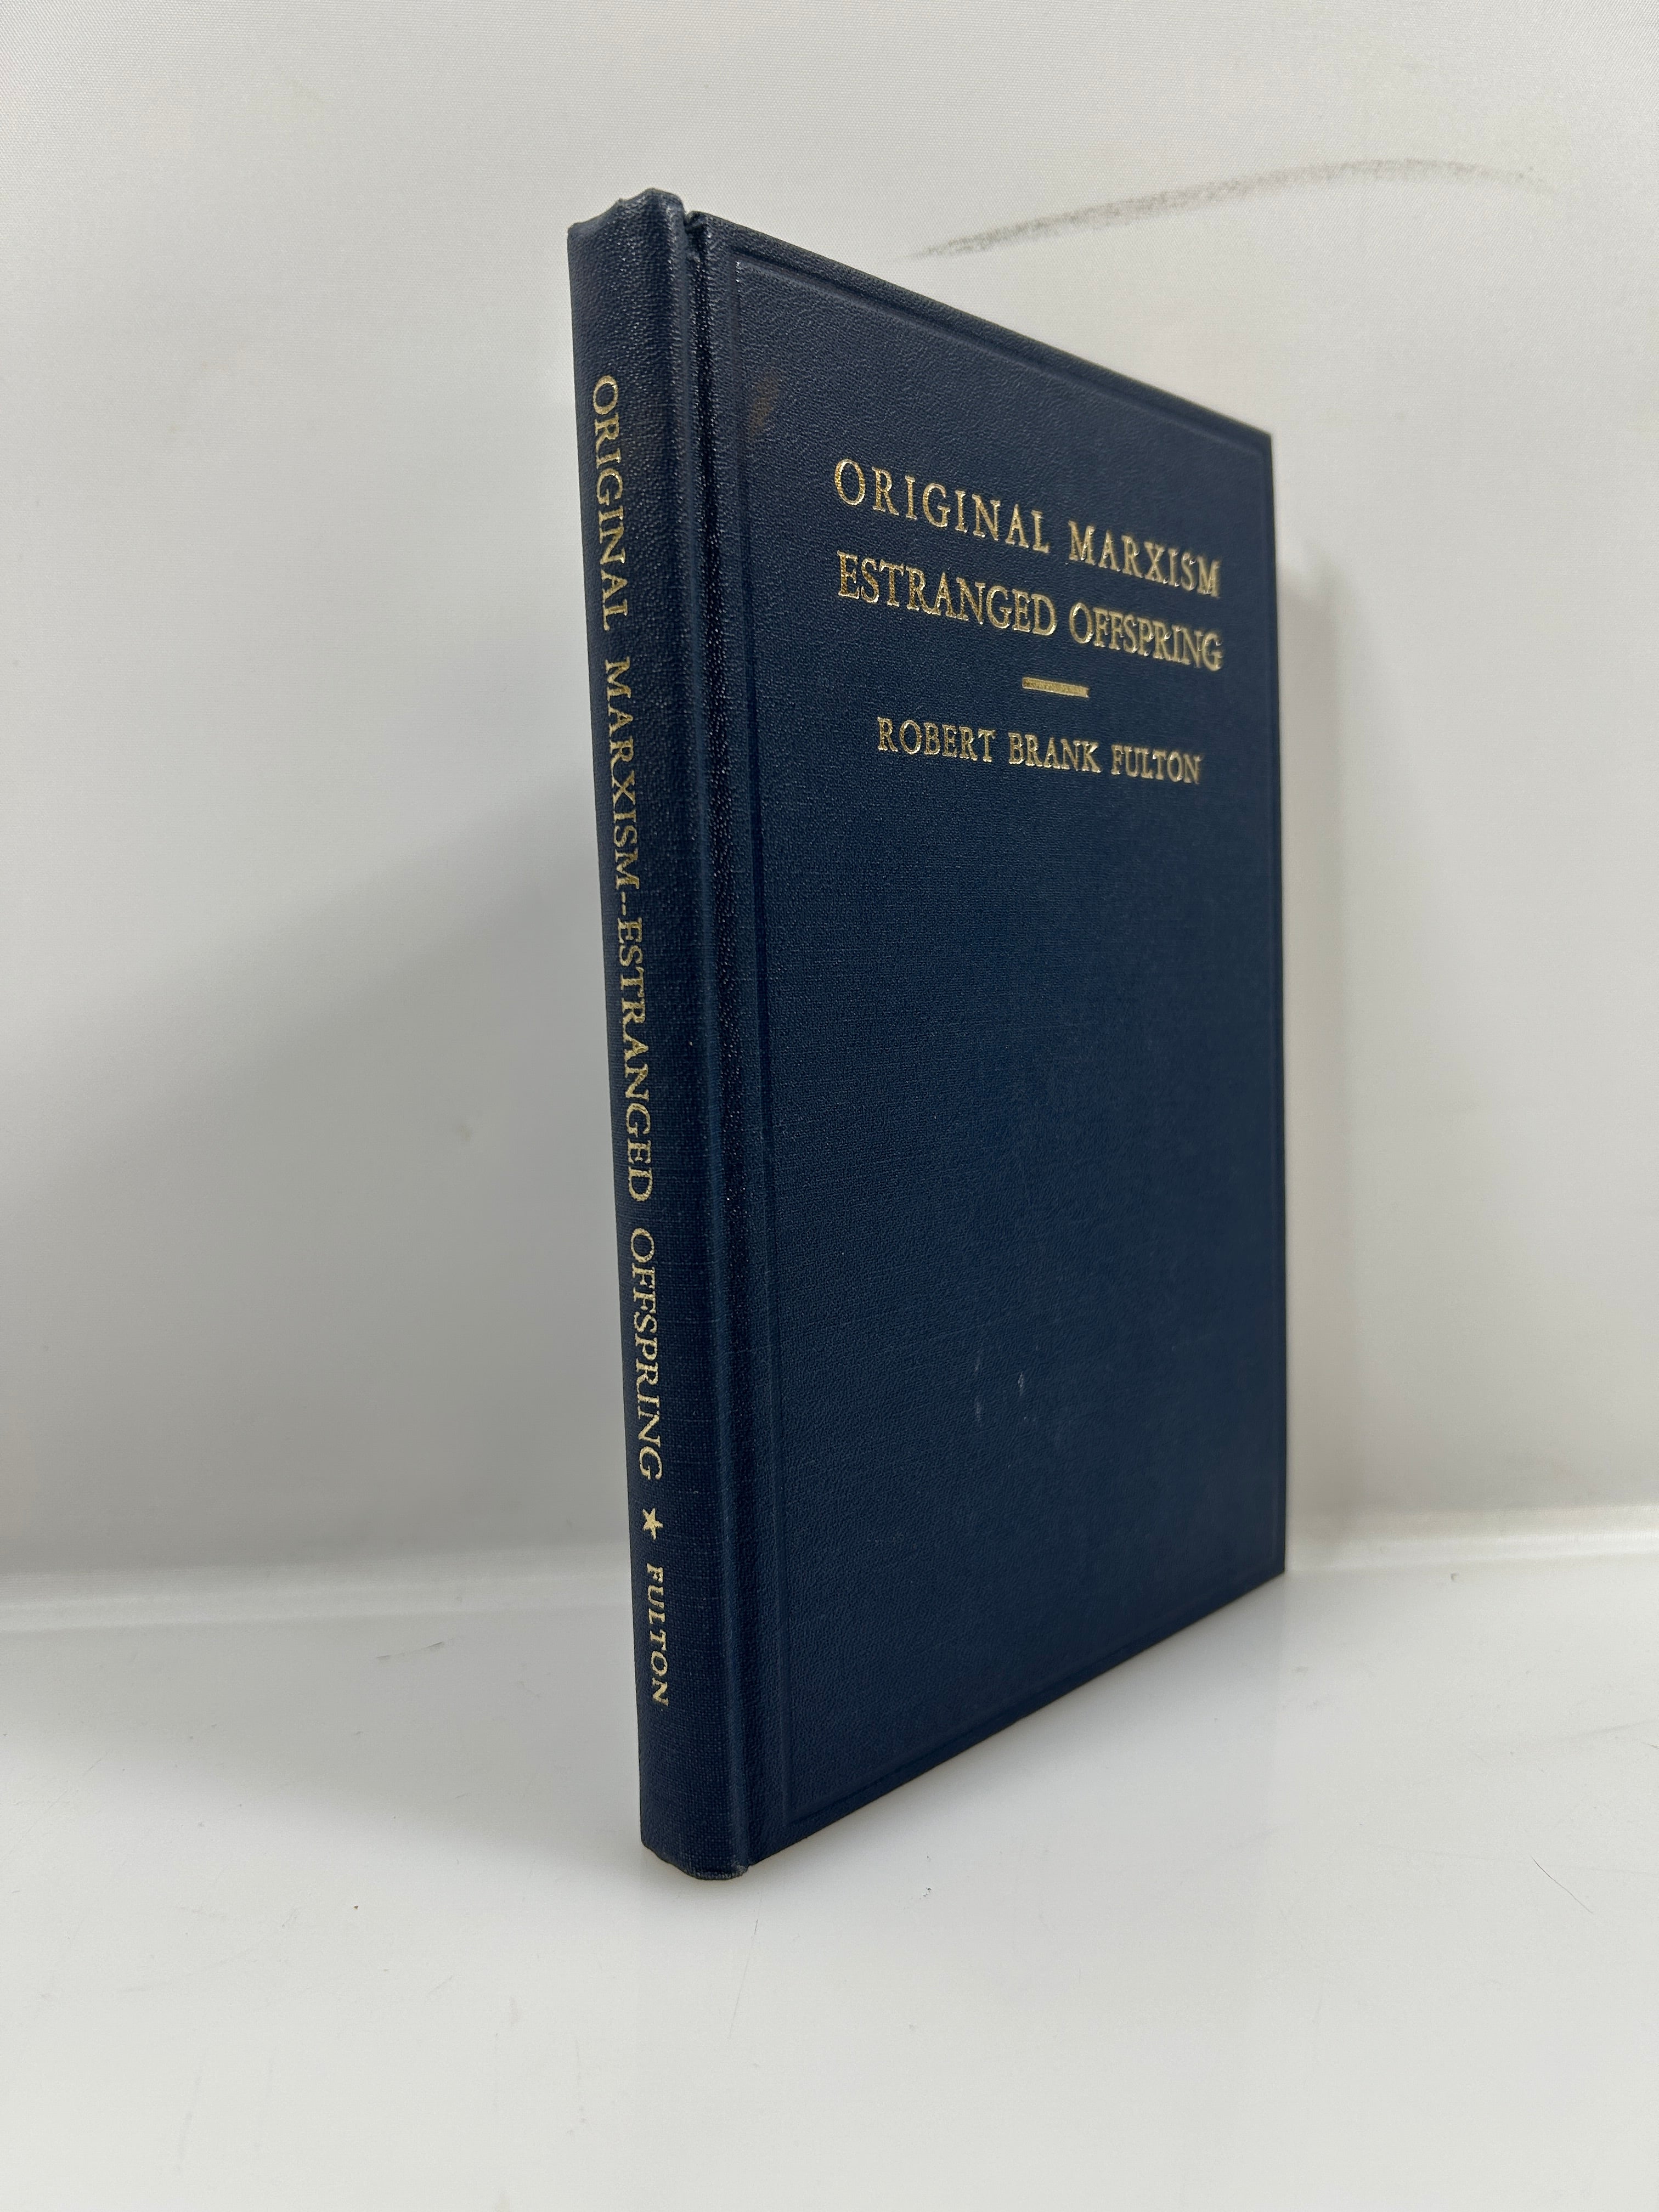 ORIGINAL MARXISM--ESTRANGED OFFSPRING ★ FULTON
ORIGINAL MARXISM
ESTRANGED OFFSPRING
ROBERT BRANK FULTON